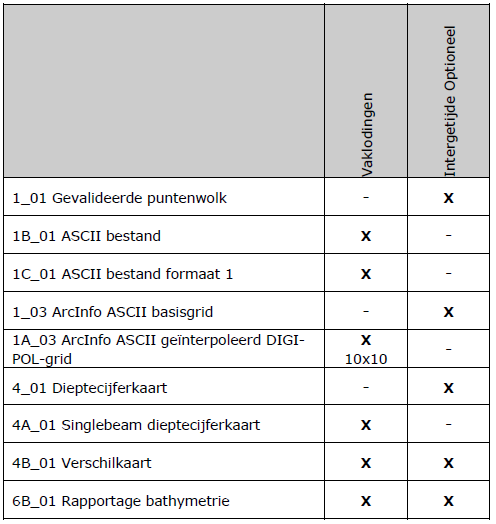 Vaklodingen
Intergetijde Optioneel
1_01 Gevalideerde puntenwolk - X
1B_01 ASCII bestand X -
1C_01 ASCII bestand formaat 1 X -
1_03 ArcInfo ASCII basisgrid - X
1A_03 ArcInfo ASCII geïnterpoleerd DIGI- X
POL-grid 10x10 -
4_01 Dieptecijferkaart - X
4A_01 Singlebeam dieptecijferkaart X -
4B_01 Verschilkaart X X
6B_01 Rapportage bathymetrie X X